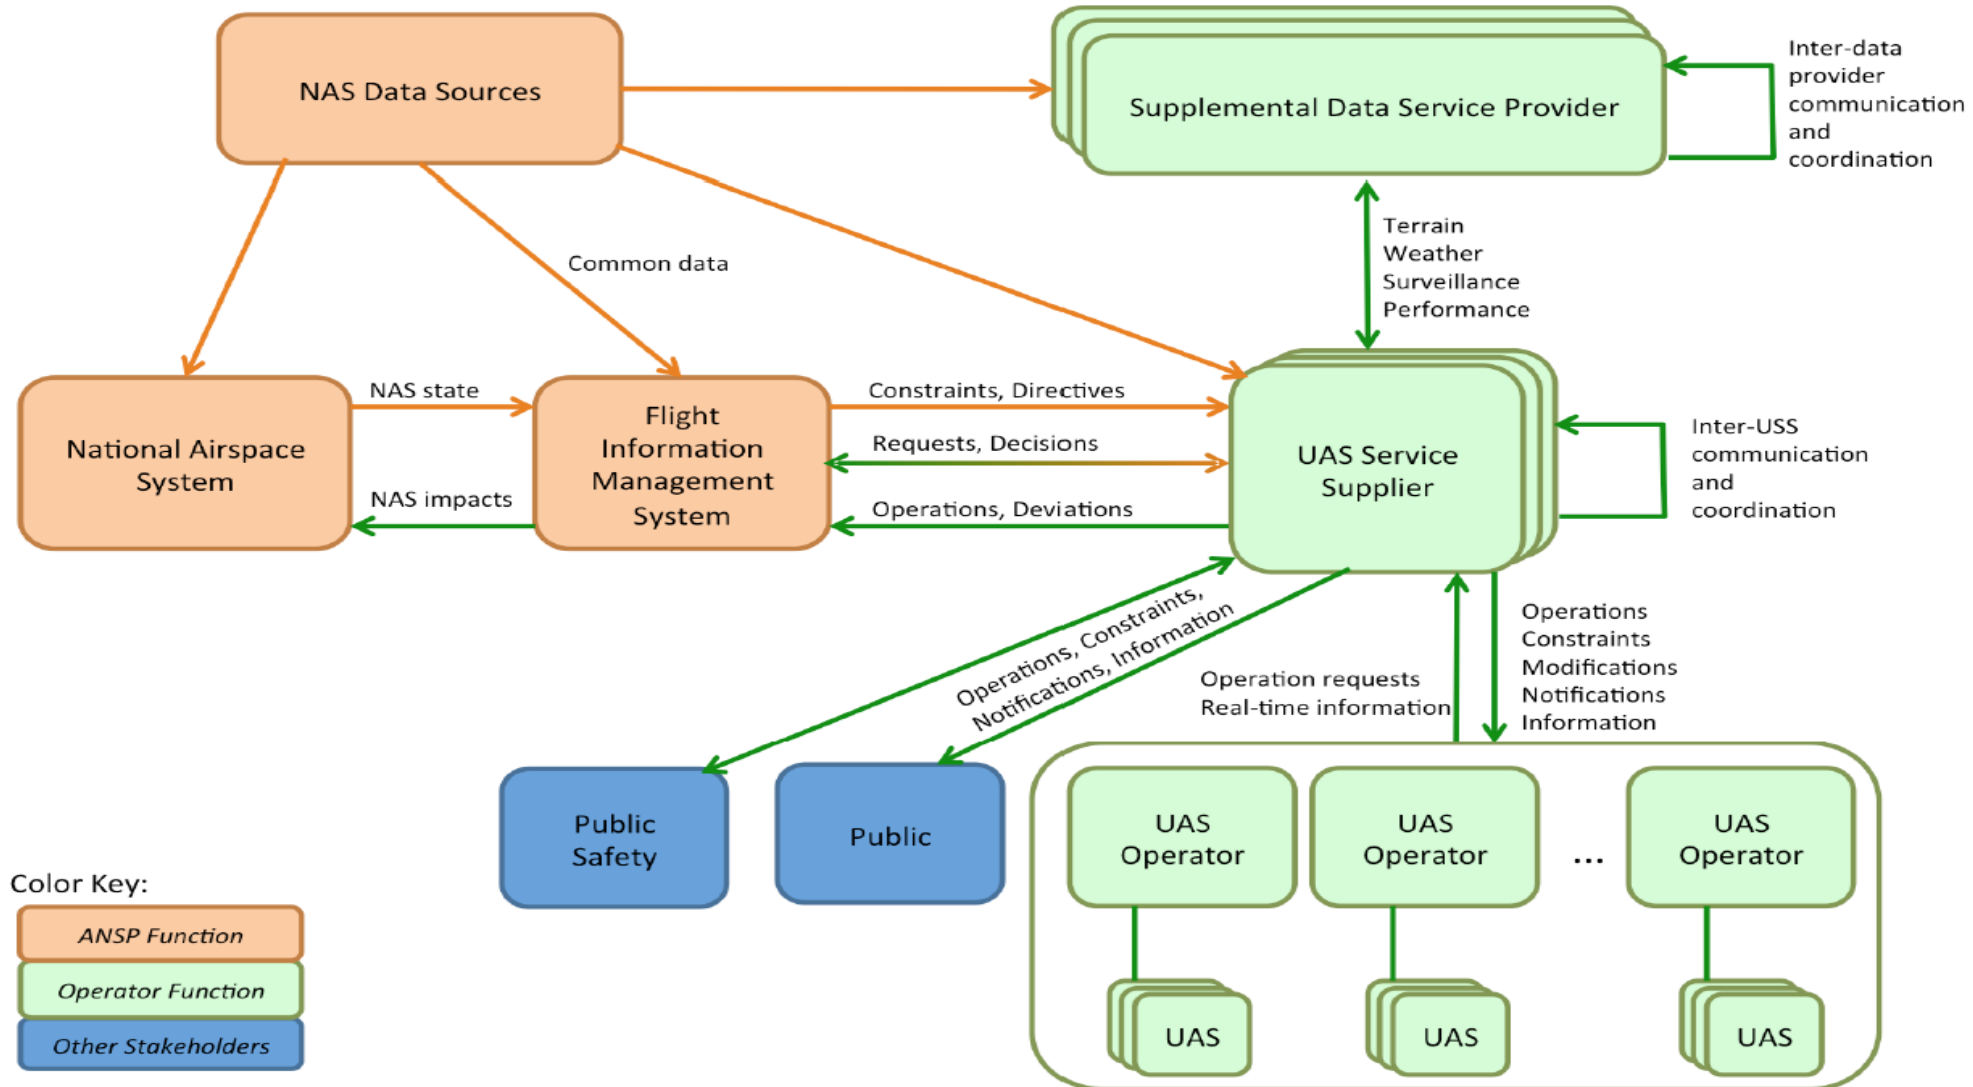 NAS Data Sources
Supplemental Data Service Provider
Inter-data
provider
communication
and
coordination
Common data
Terrain
Weather
Surveillance
Performance
National Airspace
System
NAS state
NAS impacts
Flight
Information
Management
System
Constraints, Directives
Requests, Decisions
Operations, Deviations
UAS Service
Supplier
Inter-USS
communication
and
coordination
Operations, Constraints,
Notifications, Information
Operation requests
Real-time information
Operations
Constraints
Modifications
Notifications
Information
Public
Safety
Public
UAS
Operator
UAS
Operator
...
UAS
Operator
UAS
UAS
UAS
Color Key:
ANSP Function
Operator Function
Other Stakeholders